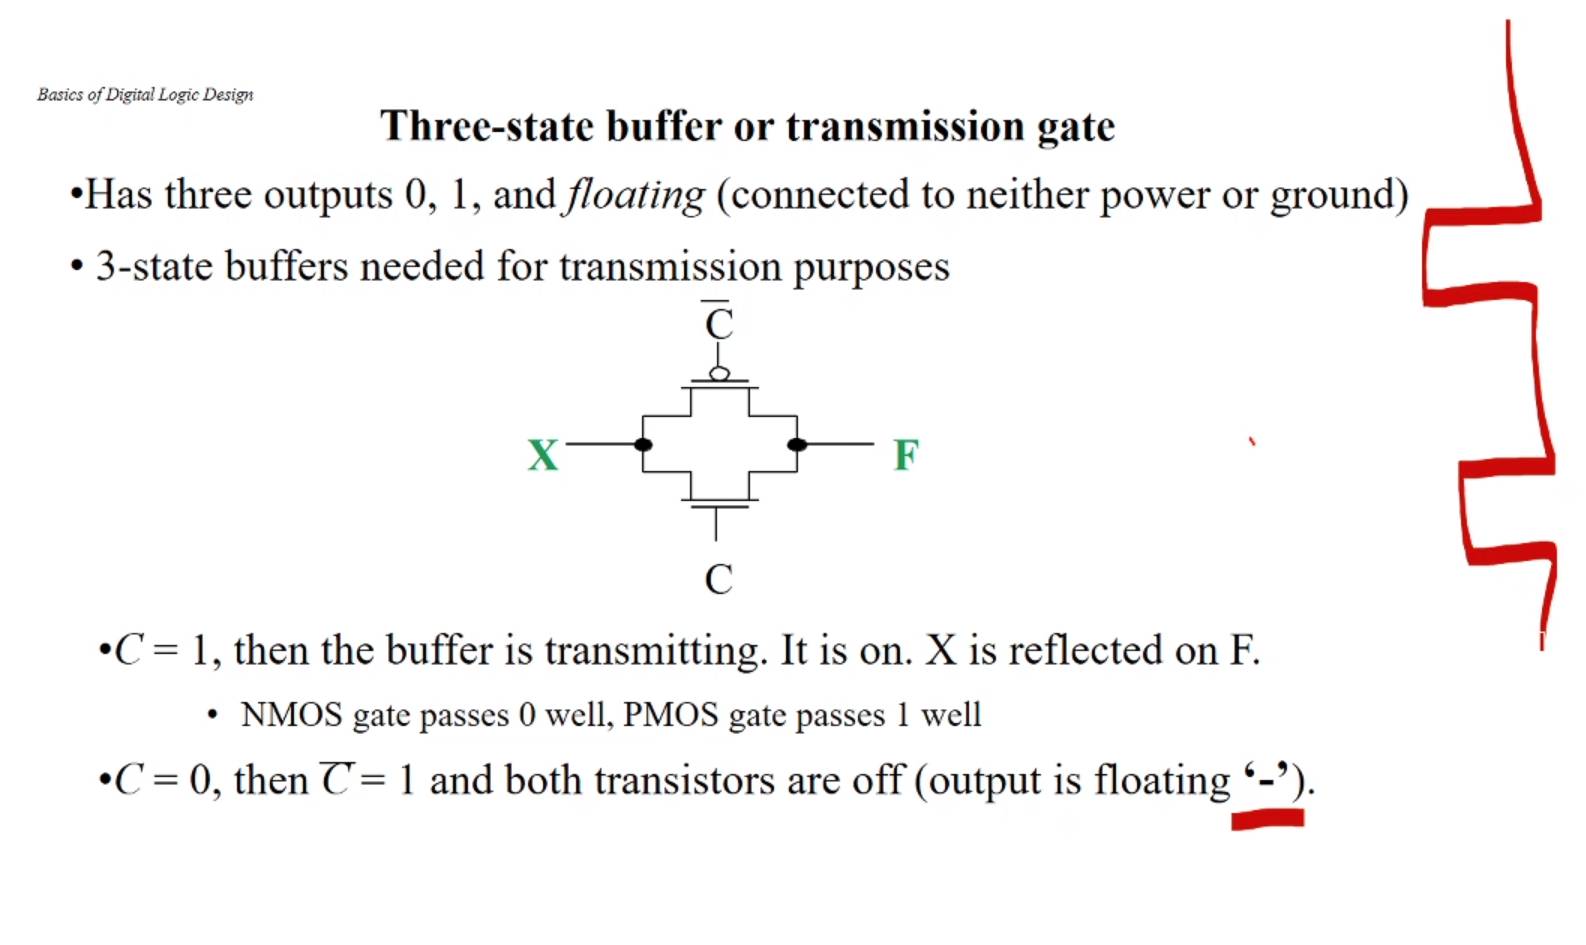 Basics of Digital Logic Design
Three-state buffer or transmission gate
•Has three outputs 0, 1, and floating (connected to neither power or ground)
• 3-state buffers needed for transmission purposes
C̅
X F
C
•C = 1, then the buffer is transmitting. It is on. X is reflected on F.
• NMOS gate passes 0 well, PMOS gate passes 1 well
•C = 0, then C̅ = 1 and both transistors are off (output is floating ‘-’).